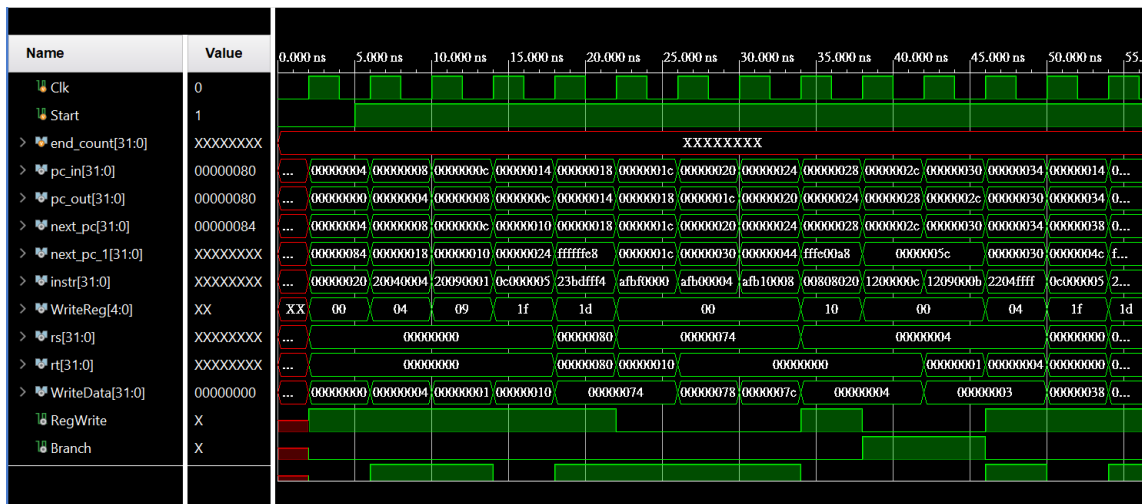 Name Value 0.000 ns 5.000 ns 10.000 ns 15.000 ns 20.000 ns 25.000 ns 30.000 ns 35.000 ns 40.000 ns 45.000 ns 50.000 ns 55.
Clk 0
Start 1
end_count[31:0] XXXXXXXX XXXXXXXX
pc_in[31:0] 00000080 ... 00000004 00000008 0000000c 00000014 00000018 0000001c 00000020 00000024 00000028 0000002c 00000030 00000034 00000014 0...
pc_out[31:0] 00000080 ... 00000000 00000004 00000008 0000000c 00000014 00000018 0000001c 00000020 00000024 00000028 0000002c 00000030 00000034 0...
next_pc[31:0] 00000084 ... 00000004 00000008 0000000c 00000010 00000018 0000001c 00000020 00000024 00000028 0000002c 00000030 00000034 00000038 0...
next_pc_1[31:0] XXXXXXXX ... 00000084 00000018 00000010 00000024 ffffffc8 0000001c 00000030 00000044 fffe00a8 0000005c 00000030 0000004c f...
instr[31:0] XXXXXXXX ... 00000020 20040004 20090001 0c000005 23bdfff4 afbf0000 afb00004 afb10008 00808020 1200000c 1209000b 2204ffff 0c000005 2...
WriteReg[4:0] XX XX 00 04 09 1f 1d 00 10 00 04 1f 1d
rs[31:0] XXXXXXXX ... 00000000 00000080 00000074 00000004 00000000 0...
rt[31:0] XXXXXXXX ... 00000000 00000080 00000010 00000000 00000001 00000004 00000000 0...
WriteData[31:0] 00000000 ... 00000000 00000004 00000001 00000010 00000074 00000078 0000007c 00000004 00000003 00000038 0...
RegWrite X
Branch X